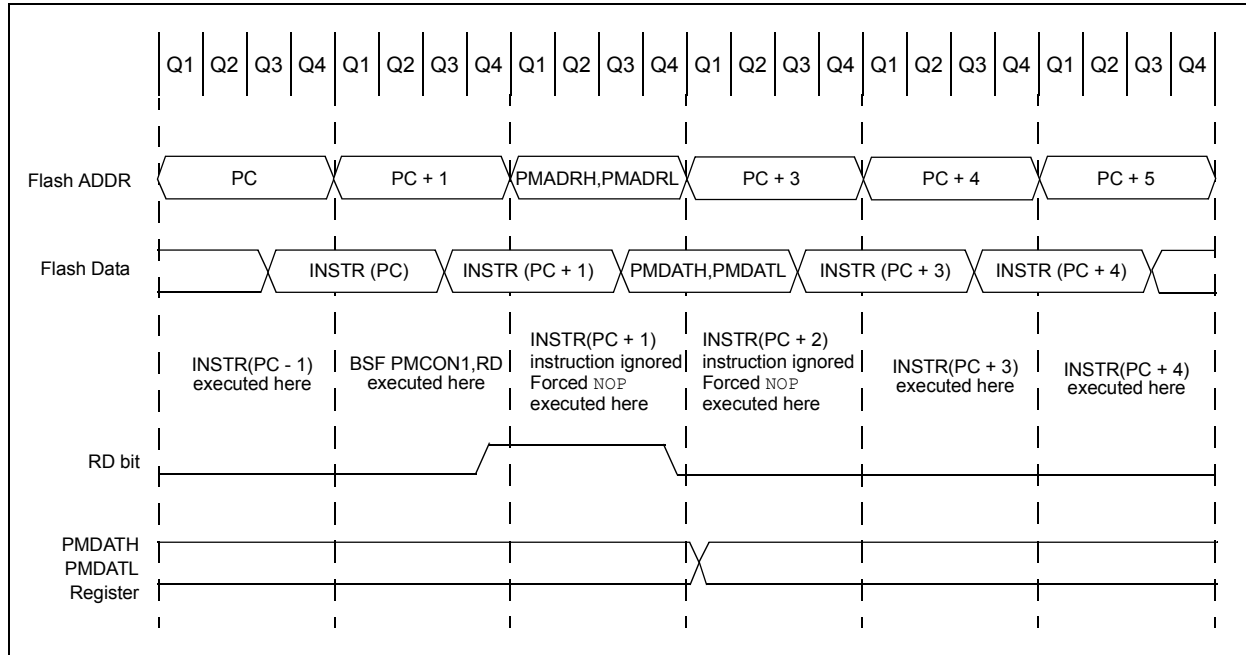 Q1 Q2 Q3 Q4 Q1 Q2 Q3 Q4 Q1 Q2 Q3 Q4 Q1 Q2 Q3 Q4 Q1 Q2 Q3 Q4 Q1 Q2 Q3 Q4
Flash ADDR PC PC + 1 PMADRH,PMADRL PC + 3 PC + 4 PC + 5
Flash Data INSTR (PC) INSTR (PC + 1) PMDATH,PMDATL INSTR (PC + 3) INSTR (PC + 4)
INSTR(PC - 1)
executed here
BSF PMCON1,RD
executed here
INSTR(PC + 1)
instruction ignored
Forced NOP
executed here
INSTR(PC + 2)
instruction ignored
Forced NOP
executed here
INSTR(PC + 3)
executed here
INSTR(PC + 4)
executed here
RD bit
PMDATH
PMDATL
Register